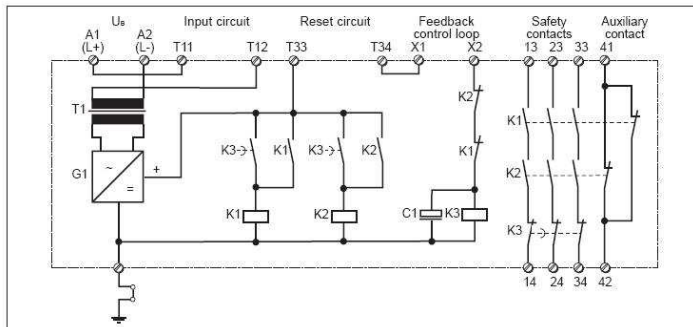 Uв Input circuit Reset circuit Feedback control loop Safety contacts Auxiliary contact
A1 (L+) A2 (L-) T11 T12 T33 T34 X1 X2 13 23 33 41
T1
K2
K1
K3 K1 K3 K2 K1
G1 ~ = +
K2
K1 K2 C1 K3
K3
14 24 34 42